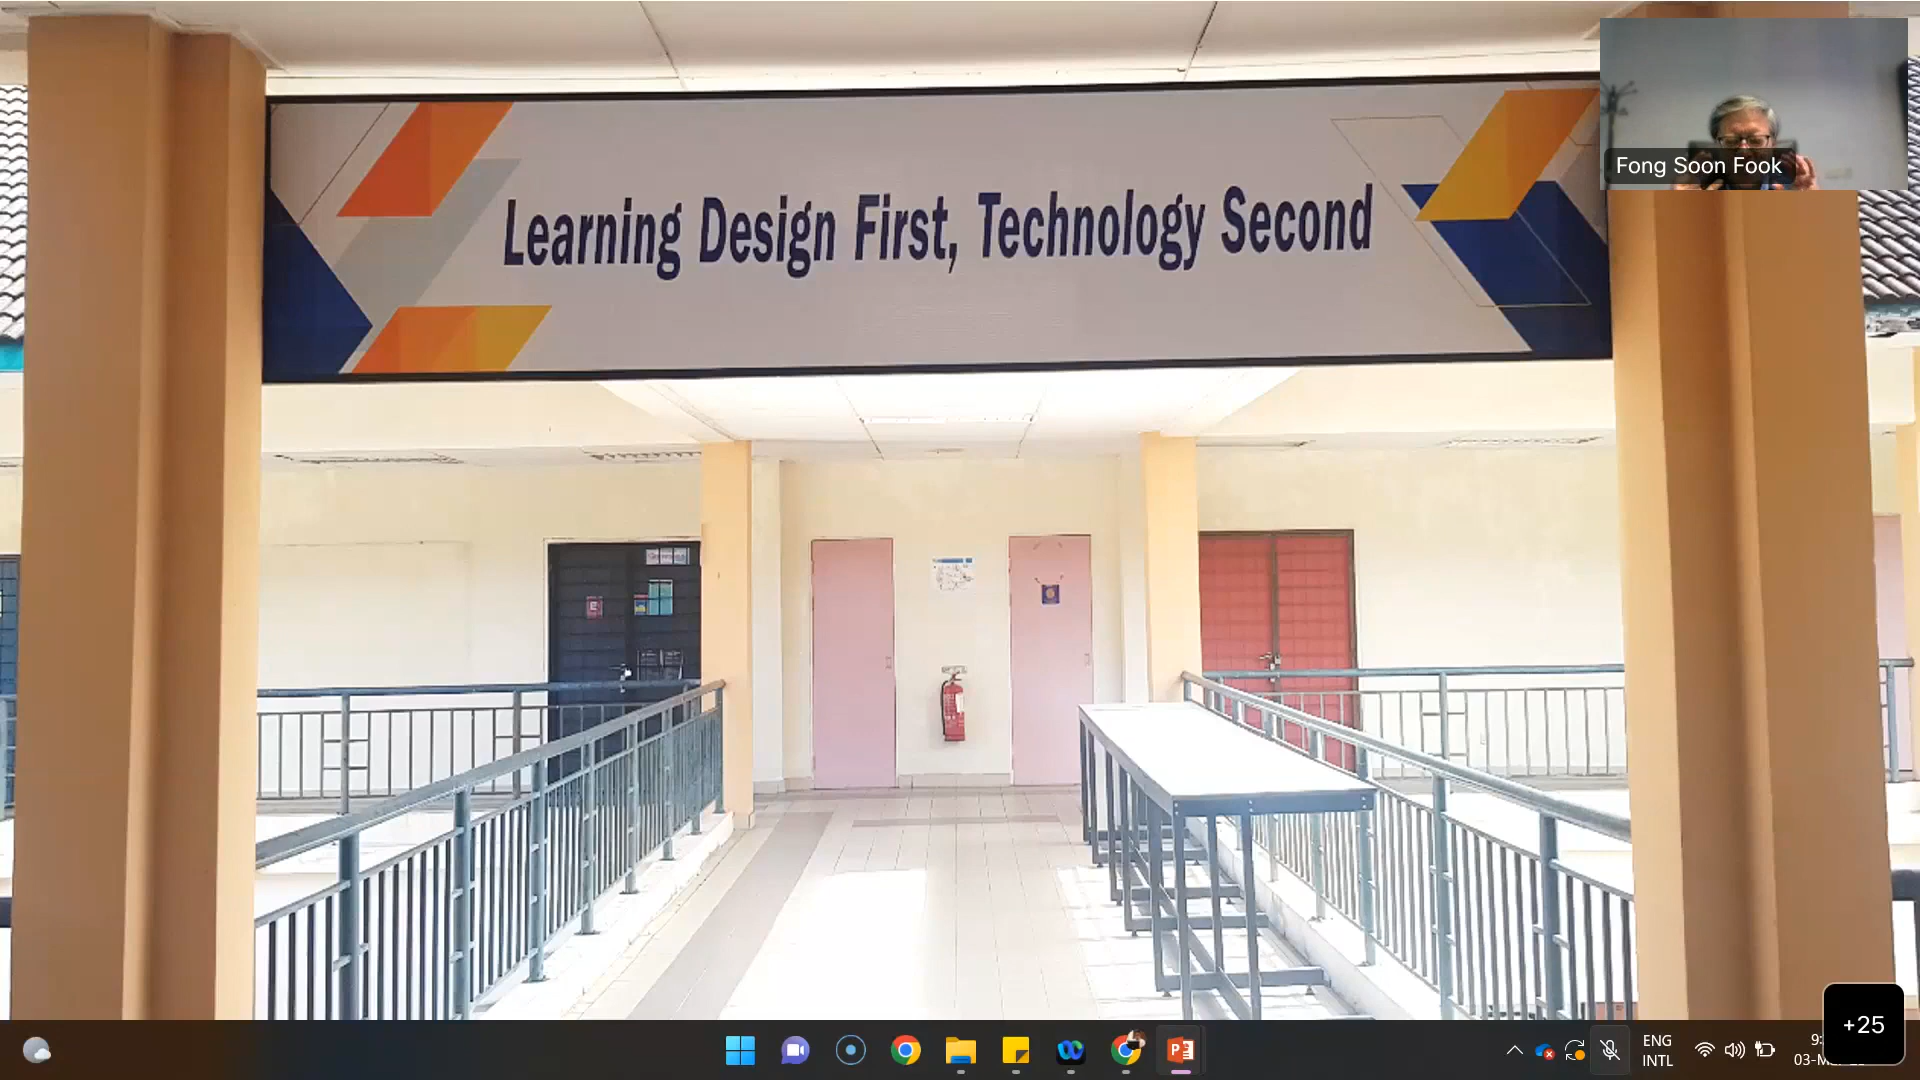 Learning Design First, Technology Second
Fong Soon Fook
+25
ENG
INTL